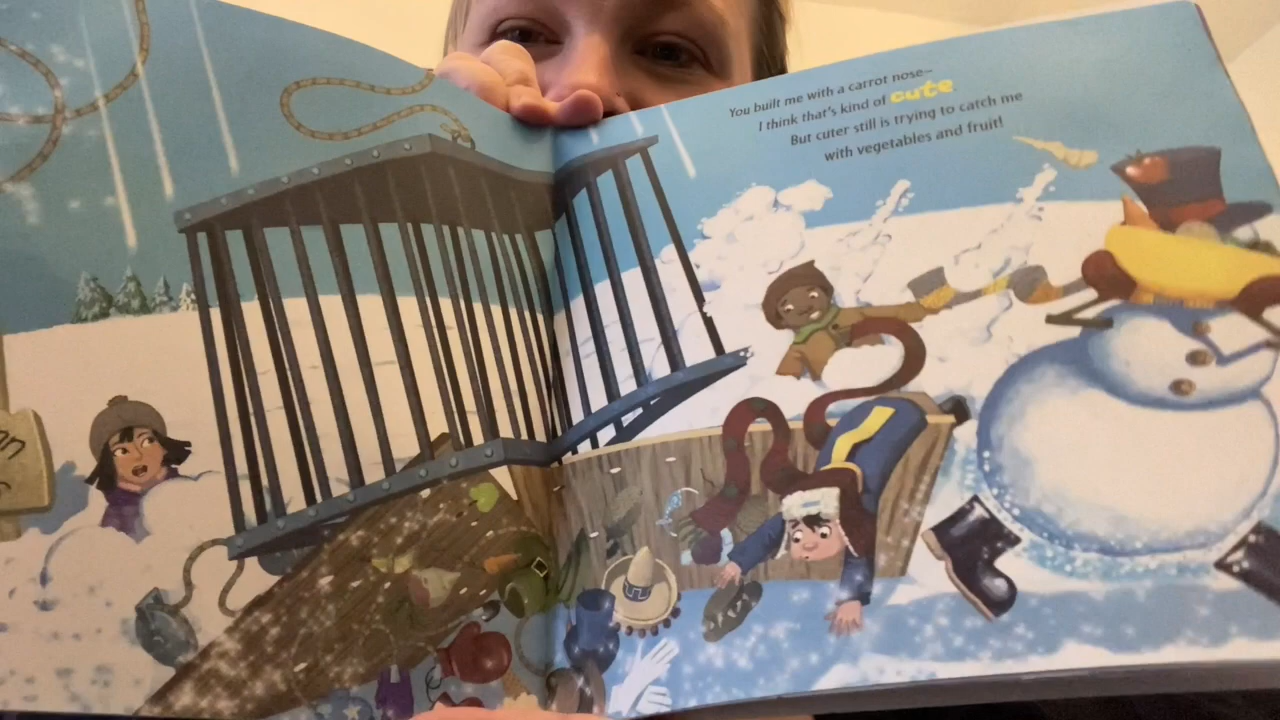 You built me with a carrot nose—
I think that's kind of cute.
But cuter still is trying to catch me
with vegetables and fruit!